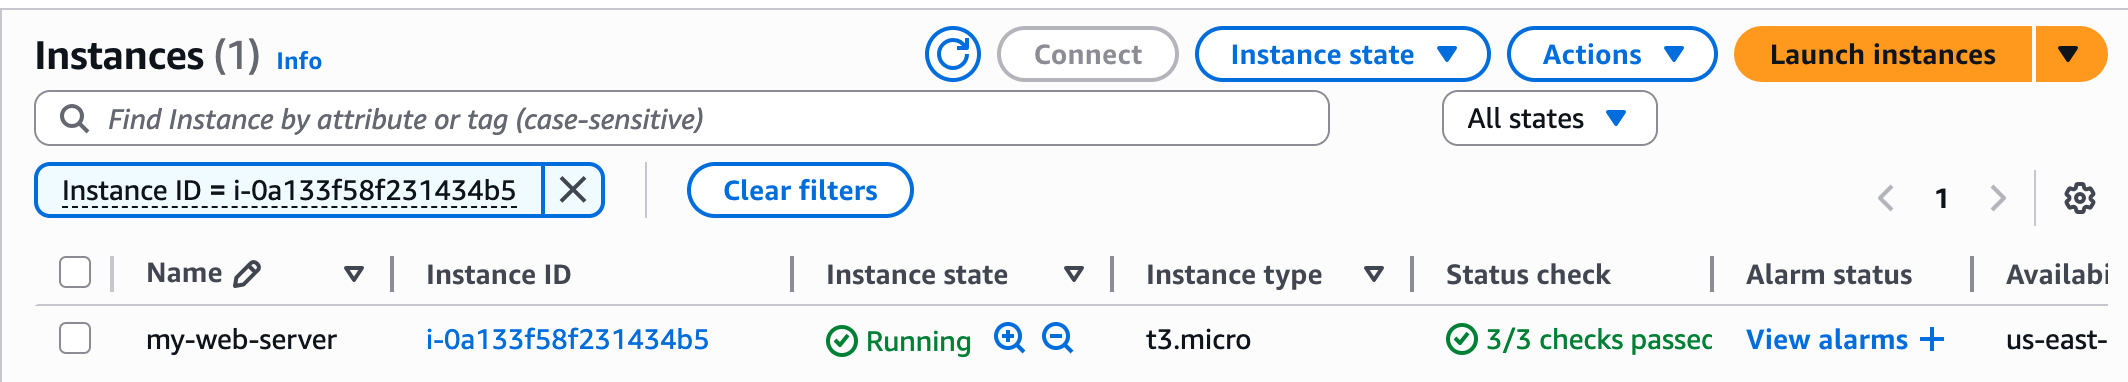 Instances (1) Info Connect Instance state Actions Launch instances
Find Instance by attribute or tag (case-sensitive) All states
Instance ID = i-0a133f58f231434b5 Clear filters 1
Name Instance ID Instance state Instance type Status check Alarm status Availabi
my-web-server i-0a133f58f231434b5 Running t3.micro 3/3 checks passec View alarms + us-east-